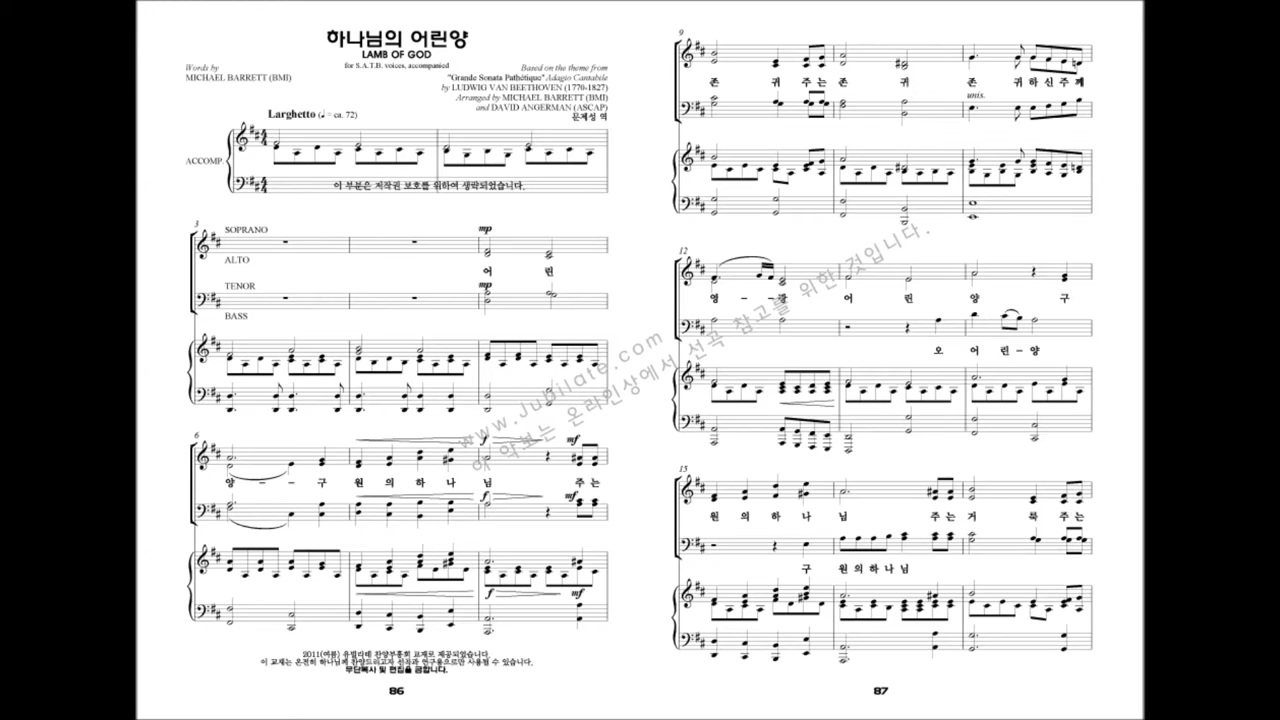 하나님의 어린양
LAMB OF GOD
for S.A.T.B. voices, accompanied
Words by
MICHAEL BARRETT (BMI)
Based on the theme from
"Grande Sonata Pathétique" Adagio Cantabile
by LUDWIG VAN BEETHOVEN (1770-1827)
Arranged by MICHAEL BARRETT (BMI)
and DAVID ANGERMAN (ASCAP)
문계성 역
Larghetto (♩ = ca. 72)
ACCOMP.
이 부분은 저작권 보호를 위하여 생략되었습니다.
3
SOPRANO
mp
ALTO
어 린
TENOR
mp
BASS
6
f mf
양 - - 구 원 의 하 나 님 주 는
f mf
f mf
2011(여름) 유빌라테 찬양부흥회 교재로 제공되었습니다.
이 교재는 온전히 하나님께 찬양드리고자 선곡과 연구용으로만 사용될 수 있습니다.
무단복사 및 편집을 금합니다.
86
9
존 귀 주 는 존 귀 존 귀 하 신 주 께
unis.
12
영 - - 광 어 린 양 구
오 어 린 - 양
15
원 의 하 나 님 주 는 거 룩 주 는
구 원 의 하 나 님
87
www.Jubilate.com
이 악보는 온라인상에서 선곡 참고를 위한 것입니다.